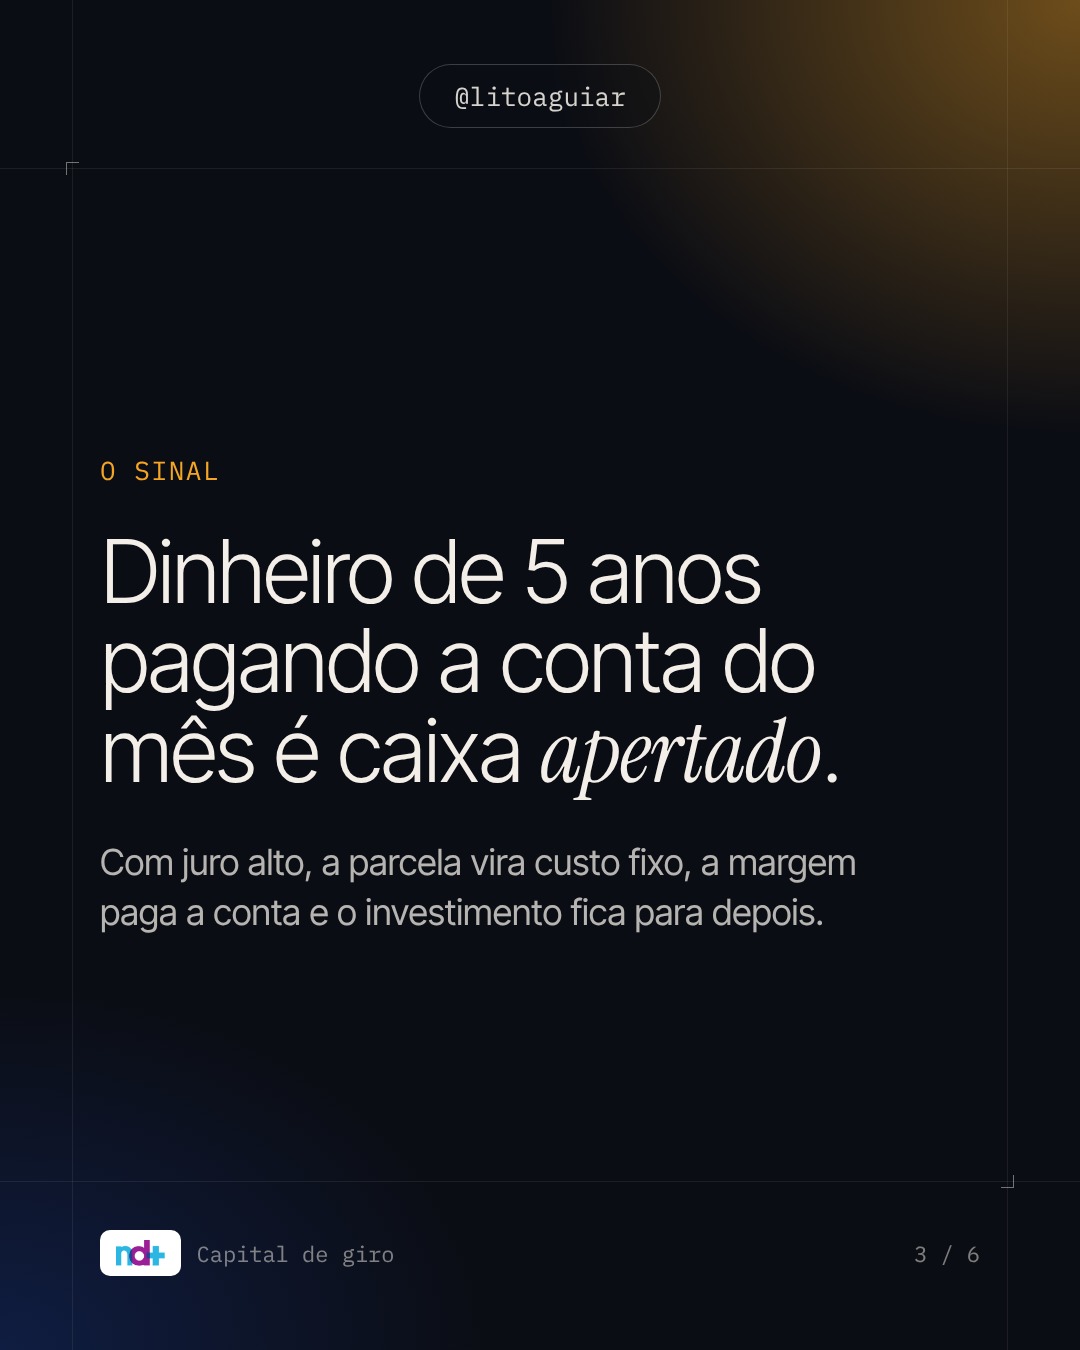 @litoaguiar
O SINAL
Dinheiro de 5 anos
pagando a conta do
mês é caixa apertado.
Com juro alto, a parcela vira custo fixo, a margem
paga a conta e o investimento fica para depois.
nd+ Capital de giro
3 / 6